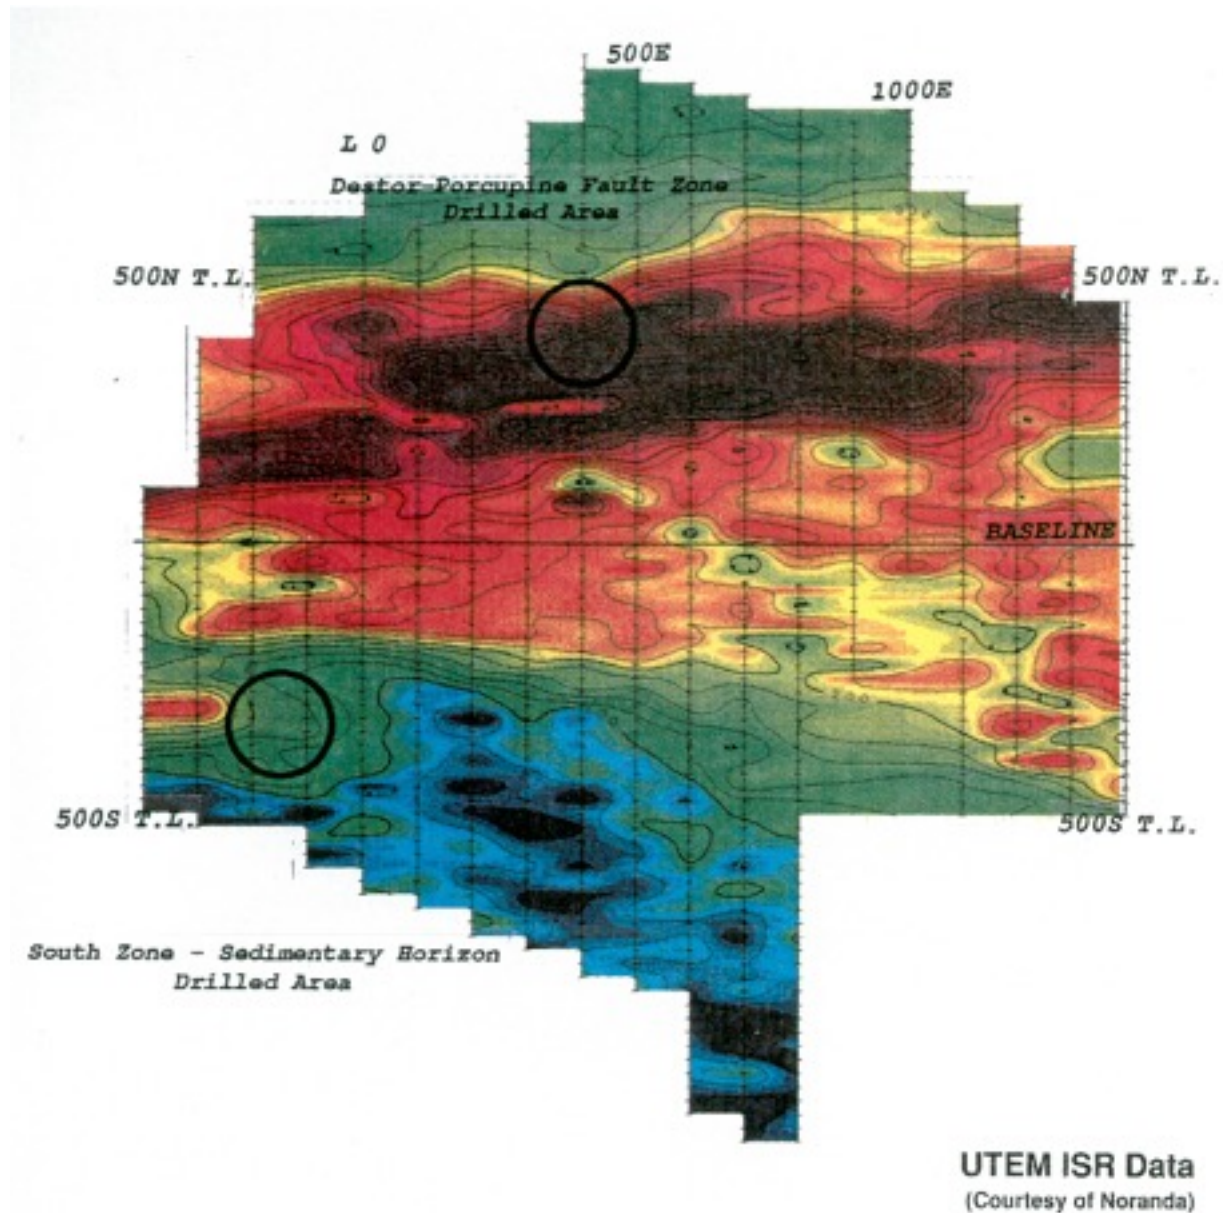 500E
1000E
L 0
Destor-Porcupine Fault Zone
Drilled Area
500N T.L.
500N T.L.
BASELINE
500S T.L.
500S T.L.
South Zone - Sedimentary Horizon
Drilled Area
UTEM ISR Data
(Courtesy of Noranda)